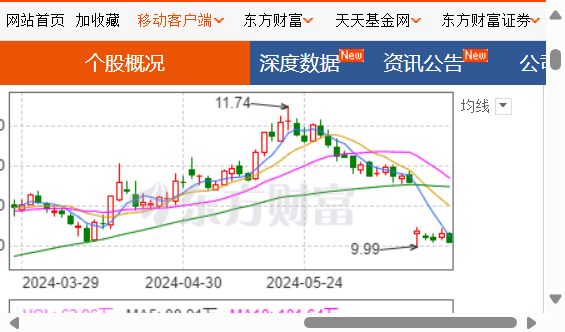 网站首页 加收藏 移动客户端 东方财富 天天基金网 东方财富证券
个股概况 深度数据 New 资讯公告 New
11.74
均线
东方财富
9.99
2024-03-29 2024-04-30 2024-05-24